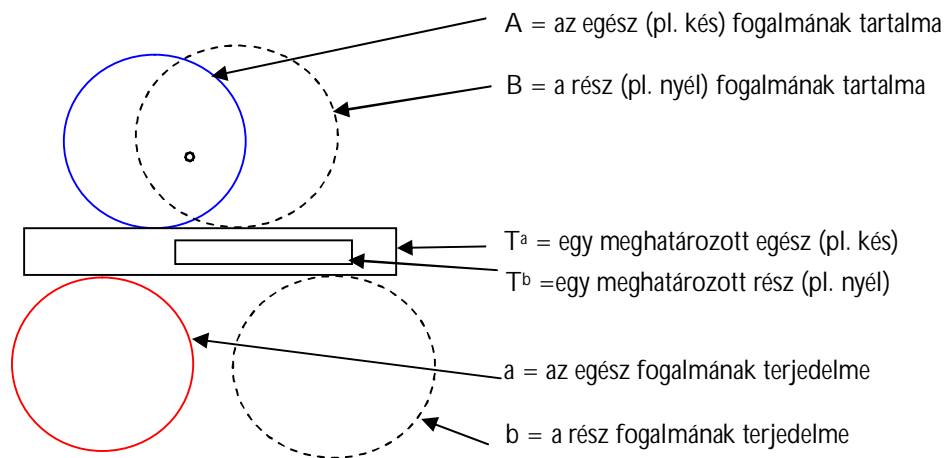 A = az egész (pl. kés) fogalmának tartalma
B = a rész (pl. nyél) fogalmának tartalma
Tᵃ = egy meghatározott egész (pl. kés)
Tᵇ =egy meghatározott rész (pl. nyél)
a = az egész fogalmának terjedelme
b = a rész fogalmának terjedelme